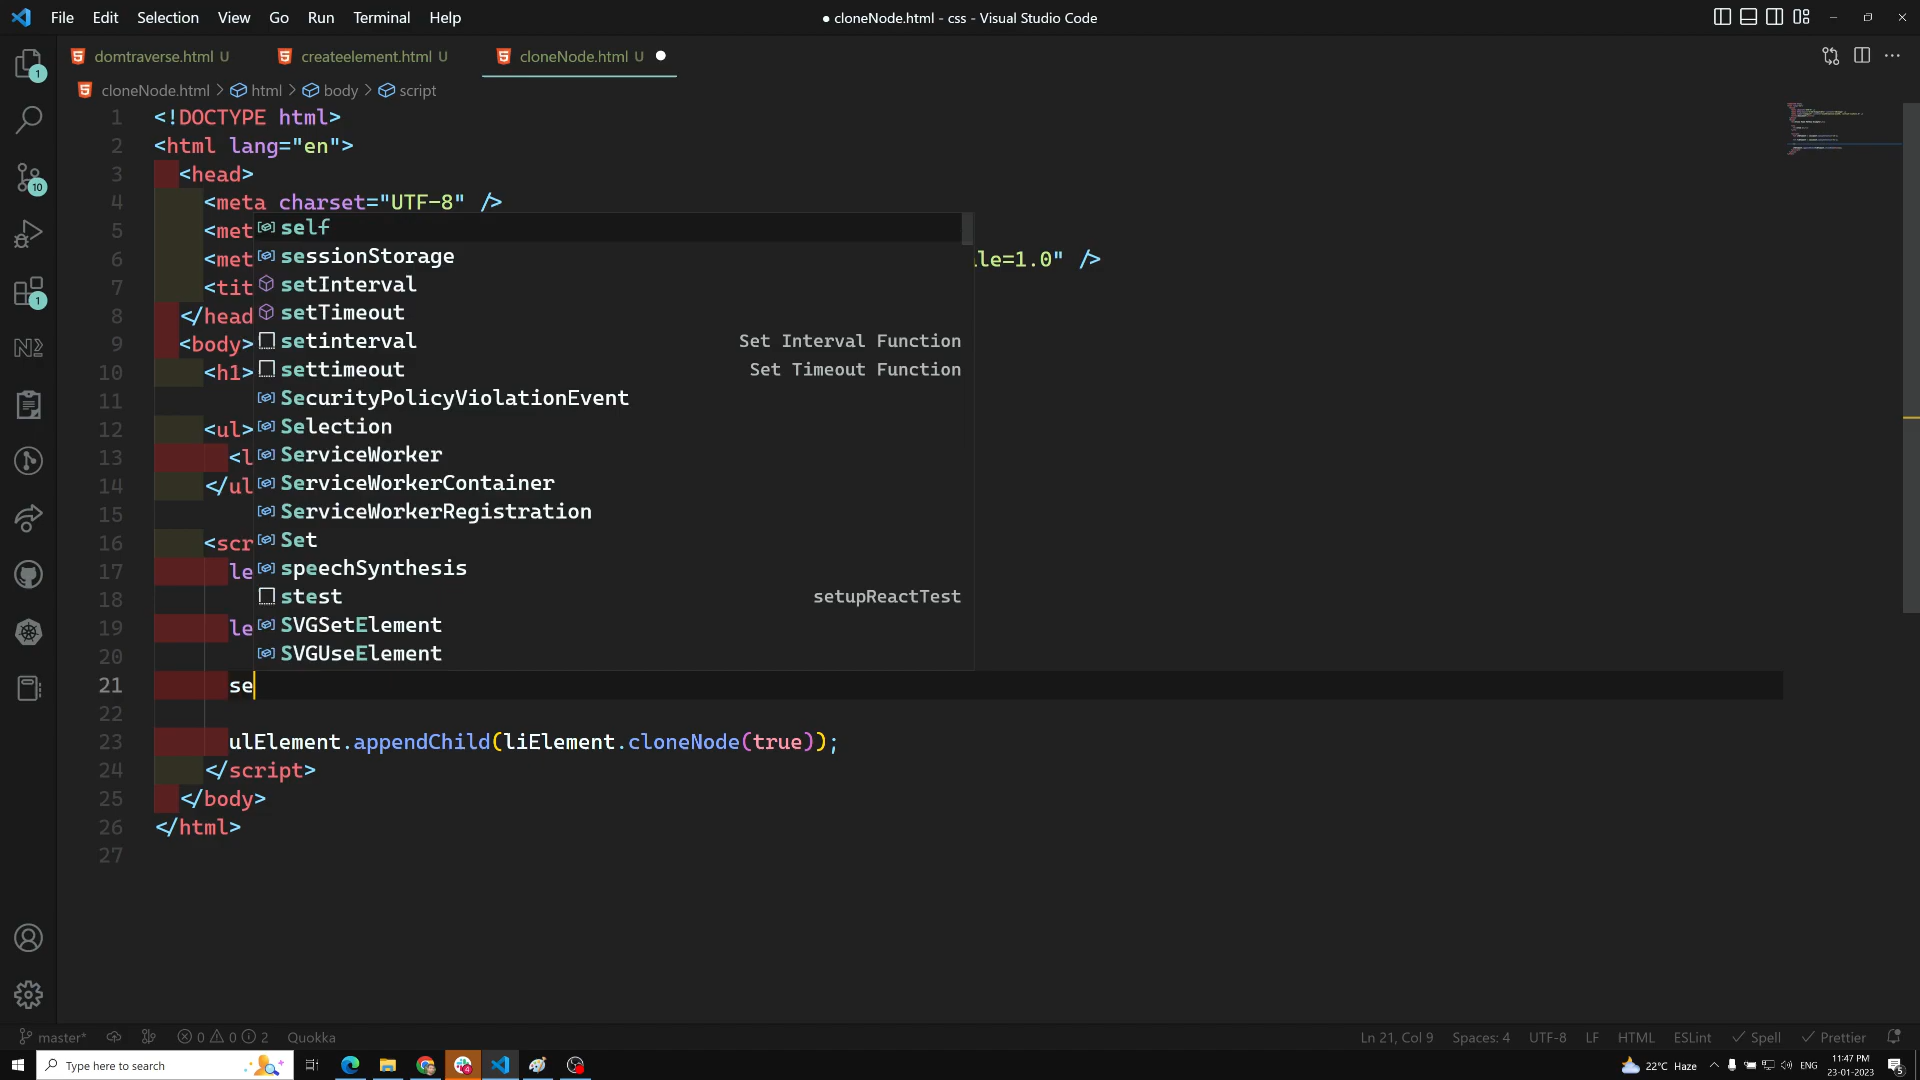 File Edit Selection View Go Run Terminal Help
● cloneNode.html - css - Visual Studio Code
domtraverse.html U
createelement.html U
cloneNode.html U
cloneNode.html > html > body > script
1 <!DOCTYPE html>
2 <html lang="en">
3 <head>
4 <meta charset="UTF-8" />
5 <met
6 <met le=1.0" />
7 <tit
8 </head
9 <body>
10 <h1>
11
12 <ul>
13 <l
14 </ul
15
16 <scr
17 le
18
19 le
20
21 se
22
23 ulElement.appendChild(liElement.cloneNode(true));
24 </script>
25 </body>
26 </html>
27
self
sessionStorage
setInterval
setTimeout
setinterval Set Interval Function
settimeout Set Timeout Function
SecurityPolicyViolationEvent
Selection
ServiceWorker
ServiceWorkerContainer
ServiceWorkerRegistration
Set
speechSynthesis
stest setupReactTest
SVGSetElement
SVGUseElement
1
10
1
master* 0 0 2 Quokka
Ln 21, Col 9 Spaces: 4 UTF-8 LF HTML ESLint Spell Prettier
Type here to search
22°C Haze ENG
11:47 PM
23-01-2023
5